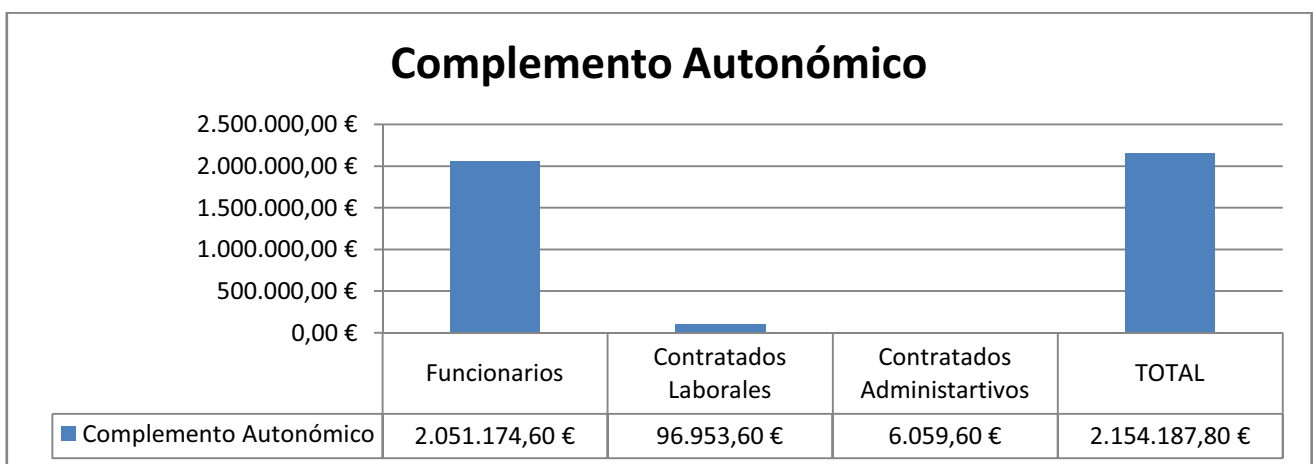 Complemento Autonómico
2.500.000,00 €
2.000.000,00 €
1.500.000,00 €
1.000.000,00 €
500.000,00 €
0,00 €
Funcionarios
Contratados
Laborales
Contratados
Administartivos
TOTAL
Complemento Autonómico 2.051.174,60 € 96.953,60 € 6.059,60 € 2.154.187,80 €